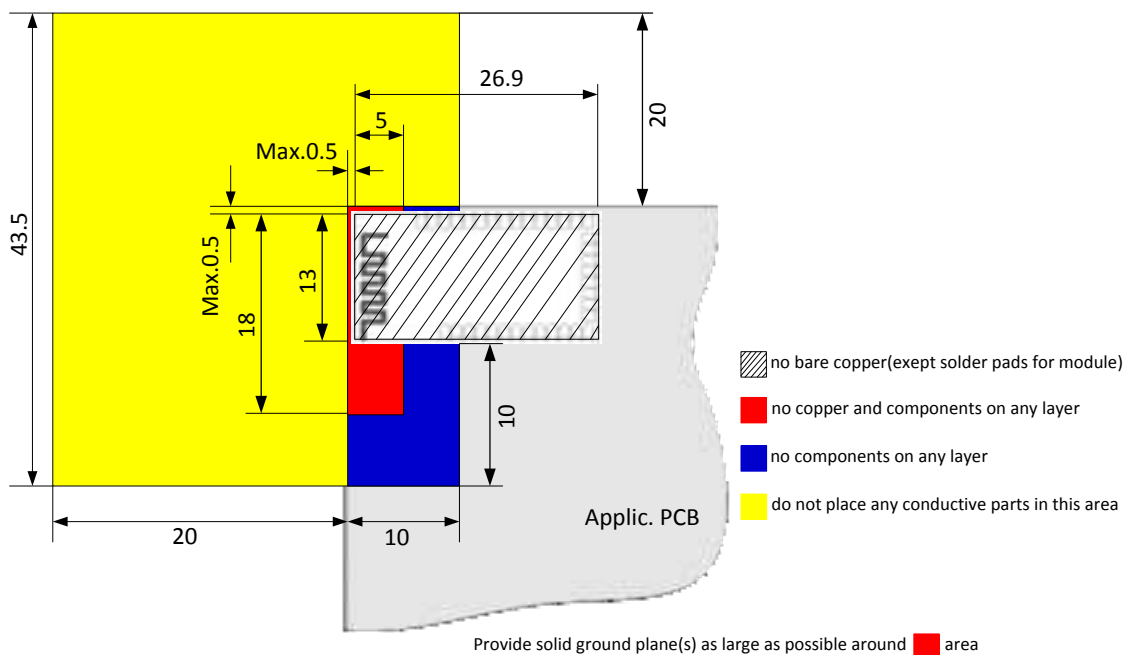 26.9
20
5
Max.0.5
43.5
Max.0.5
13
18
10
no bare copper(exept solder pads for module)
no copper and components on any layer
no components on any layer
do not place any conductive parts in this area
Applic. PCB
20
10
Provide solid ground plane(s) as large as possible around area